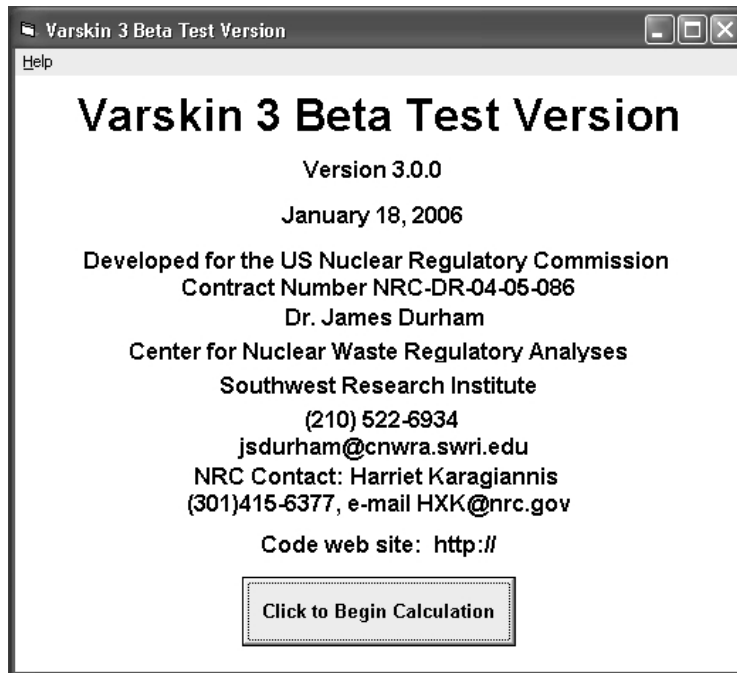 Varskin 3 Beta Test Version
Help
Varskin 3 Beta Test Version
Version 3.0.0
January 18, 2006
Developed for the US Nuclear Regulatory Commission
Contract Number NRC-DR-04-05-086
Dr. James Durham
Center for Nuclear Waste Regulatory Analyses
Southwest Research Institute
(210) 522-6934
jsdurham@cnwra.swri.edu
NRC Contact: Harriet Karagiannis
(301)415-6377, e-mail HXK@nrc.gov
Code web site:  http://
Click to Begin Calculation